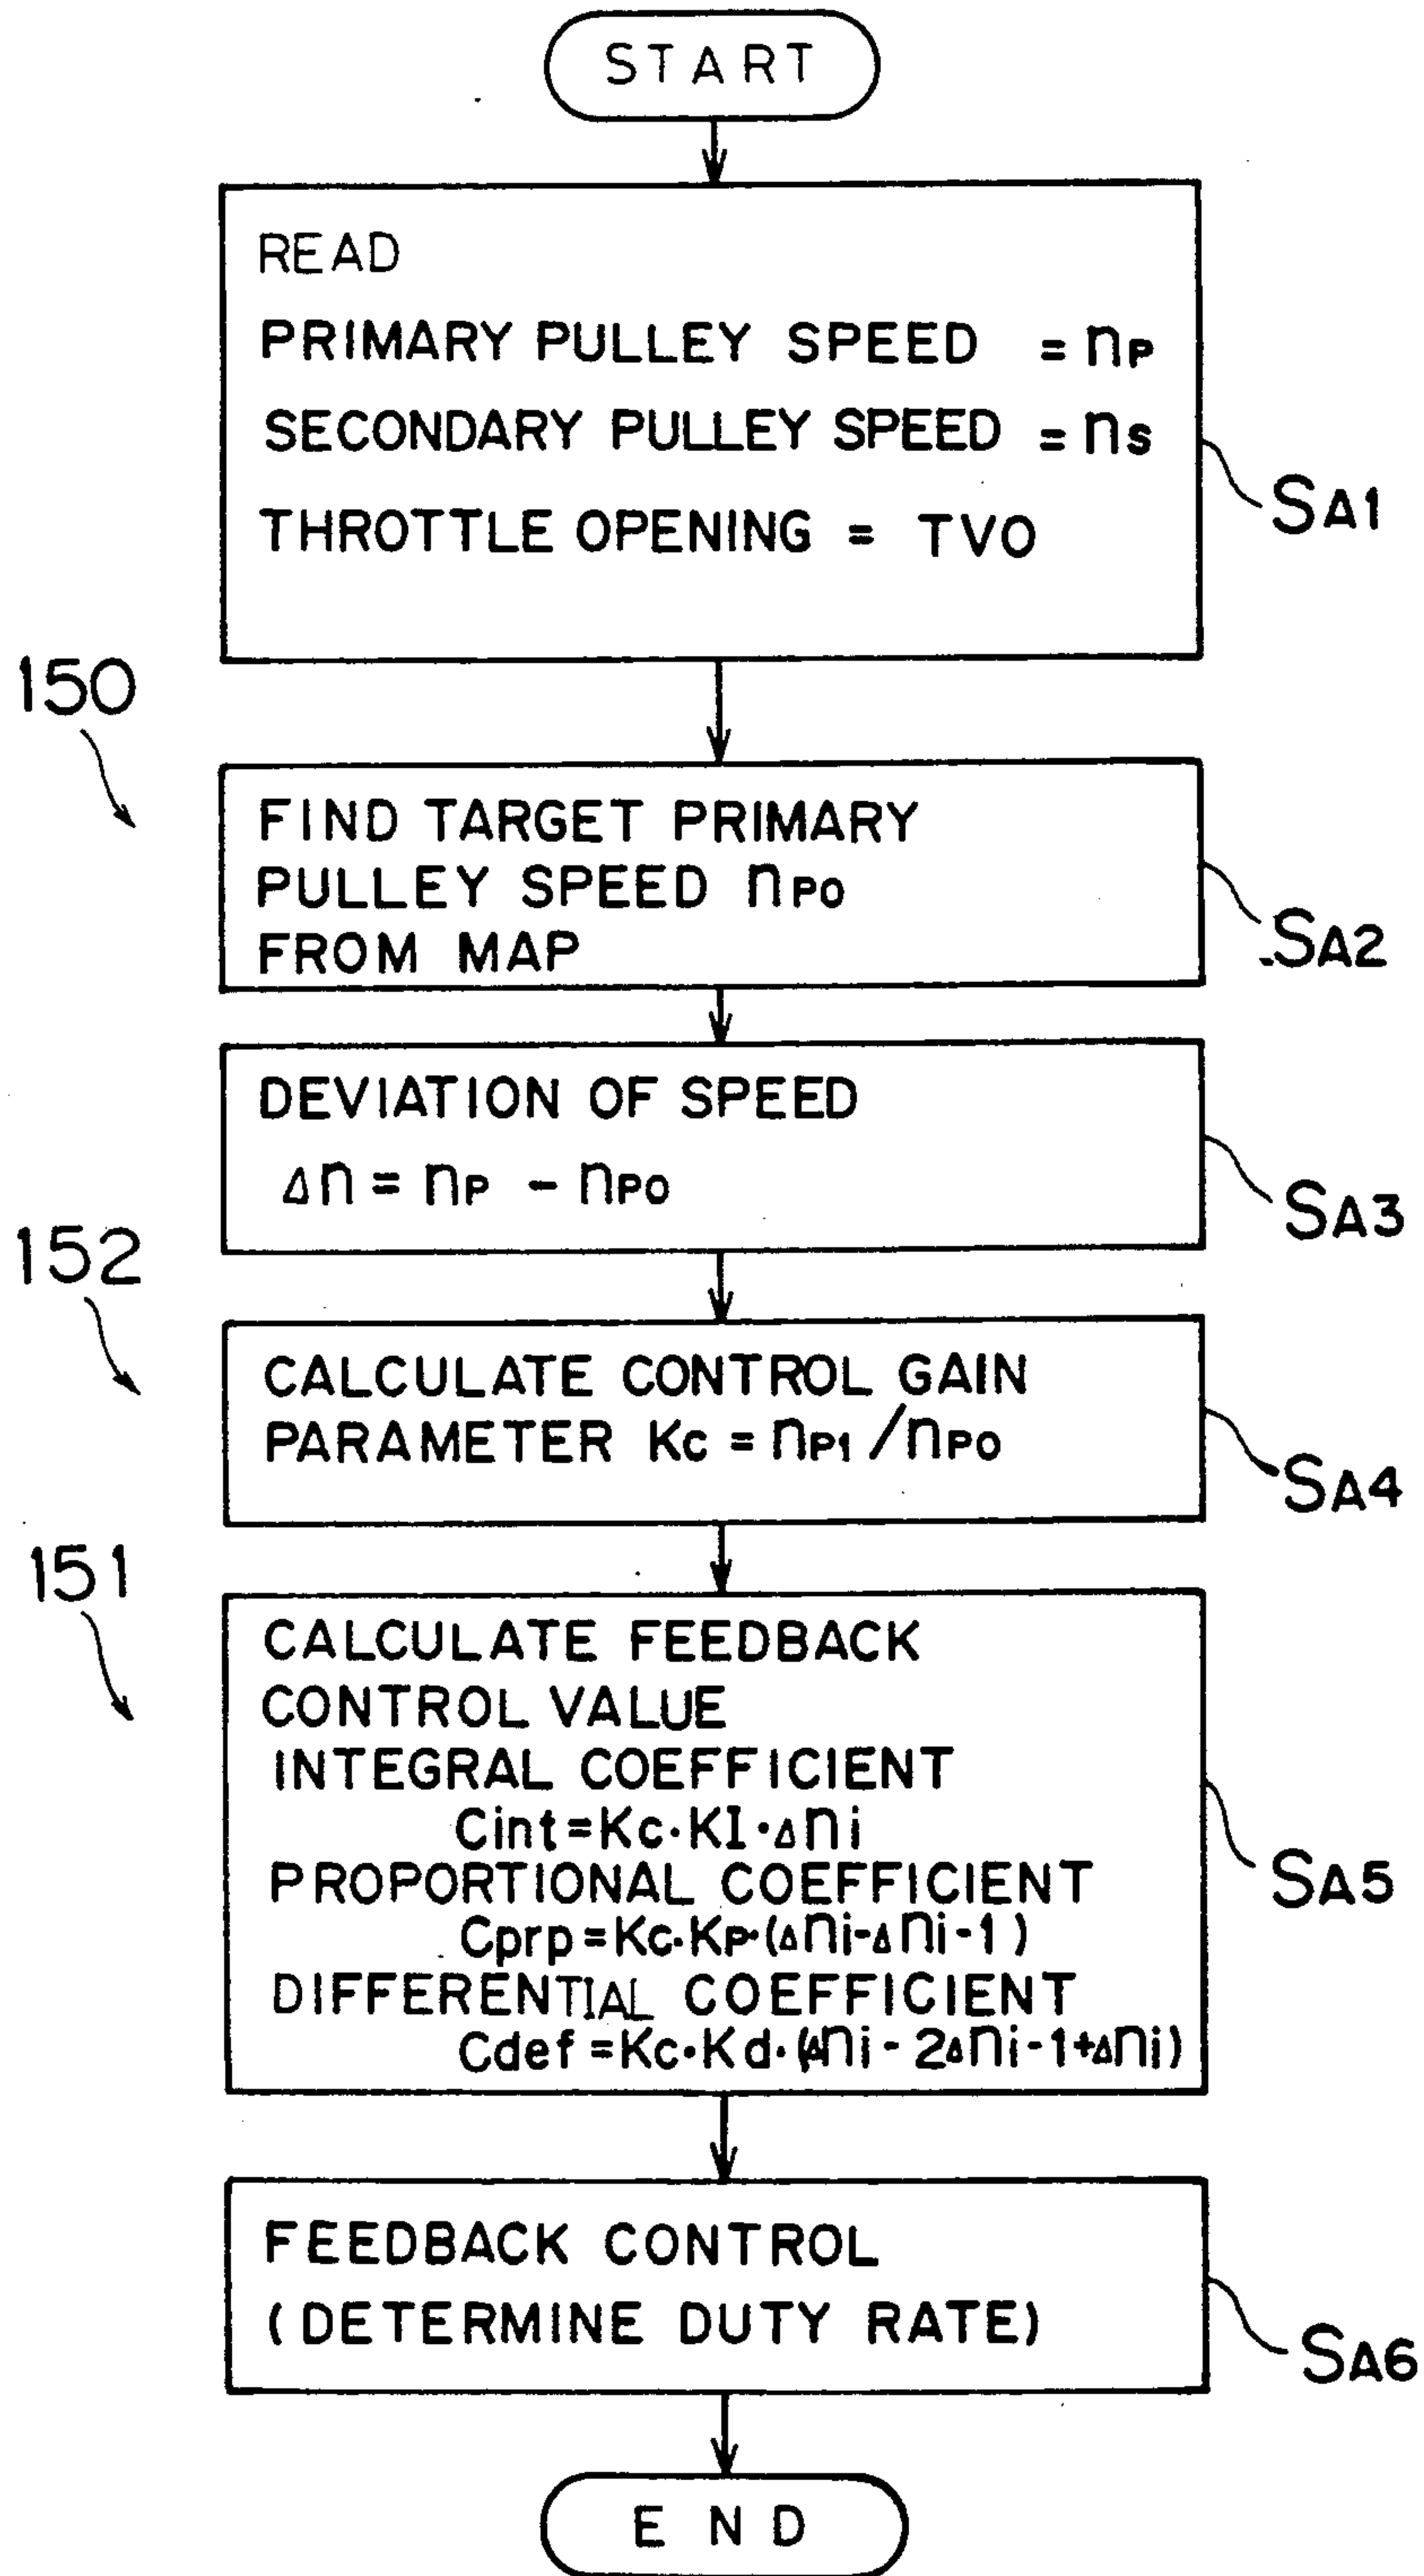 START
READ
PRIMARY PULLEY SPEED = nP
SECONDARY PULLEY SPEED = nS
THROTTLE OPENING = TVO
SA1
150
FIND TARGET PRIMARY
PULLEY SPEED nPO
FROM MAP
SA2
DEVIATION OF SPEED
Δn = nP - nPO
SA3
152
CALCULATE CONTROL GAIN
PARAMETER Kc = nP1 / nPO
SA4
151
CALCULATE FEEDBACK
CONTROL VALUE
INTEGRAL COEFFICIENT
Cint = Kc·KI·Δni
PROPORTIONAL COEFFICIENT
Cprp = Kc·KP·(Δni-Δni-1)
DIFFERENTIAL COEFFICIENT
Cdef = Kc·Kd·(Δni - 2Δni-1+Δni)
SA5
FEEDBACK CONTROL
(DETERMINE DUTY RATE)
SA6
END